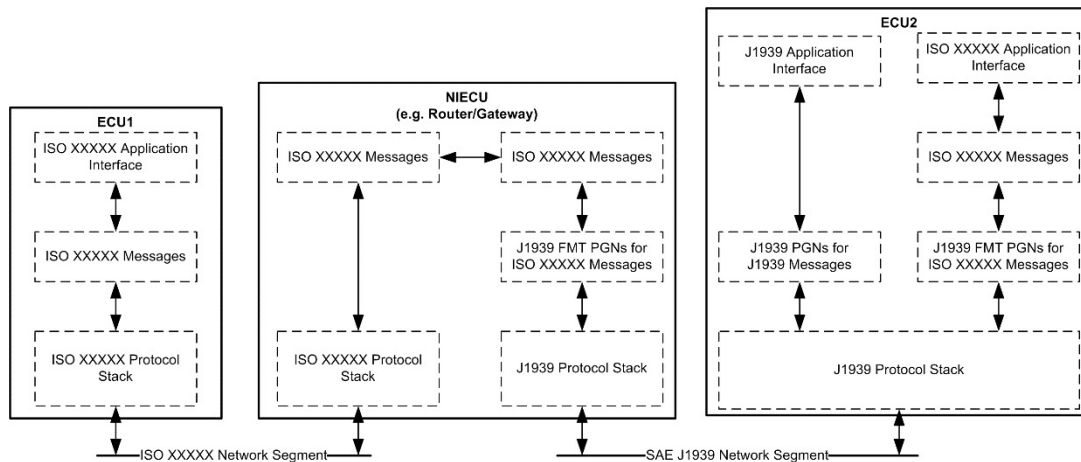 ECU1
ISO XXXXX Application
Interface
ISO XXXXX Messages
ISO XXXXX Protocol
Stack
NIECU
(e.g. Router/Gateway)
ISO XXXXX Messages
ISO XXXXX Messages
J1939 FMT PGNs for
ISO XXXXX Messages
ISO XXXXX Protocol
Stack
J1939 Protocol Stack
ECU2
J1939 Application
Interface
ISO XXXXX Application
Interface
ISO XXXXX Messages
J1939 PGNs for
J1939 Messages
J1939 FMT PGNs for
ISO XXXXX Messages
J1939 Protocol Stack
ISO XXXXX Network Segment
SAE J1939 Network Segment